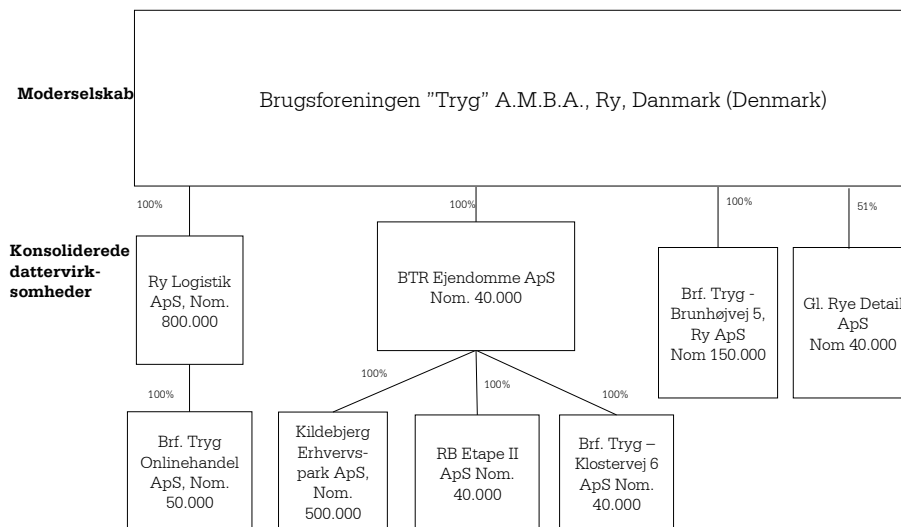 Moderselskab
Brugsforeningen ”Tryg” A.M.B.A., Ry, Danmark (Denmark)
100%
100%
100%
51%
Konsoliderede
dattervirk-
somheder
Ry Logistik
ApS, Nom.
800.000
BTR Ejendomme ApS
Nom. 40.000
Brf. Tryg -
Brunhøjvej 5,
Ry ApS
Nom 150.000
Gl. Rye Detail
ApS
Nom 40.000
100%
100%
100%
100%
Brf. Tryg
Onlinehandel
ApS, Nom.
50.000
Kildebjerg
Erhvervs-
park ApS,
Nom.
500.000
RB Etape II
ApS Nom.
40.000
Brf. Tryg –
Klostervej 6
ApS Nom.
40.000